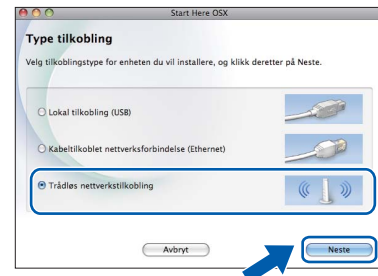 Start Here OSX
Type tilkobling
Velg tilkoblingstype for enheten du vil installere, og klikk deretter på Neste.
Lokal tilkobling (USB)
Kabeltilkoblet nettverksforbindelse (Ethernet)
Trådløs nettverkstilkobling
Avbryt
Neste